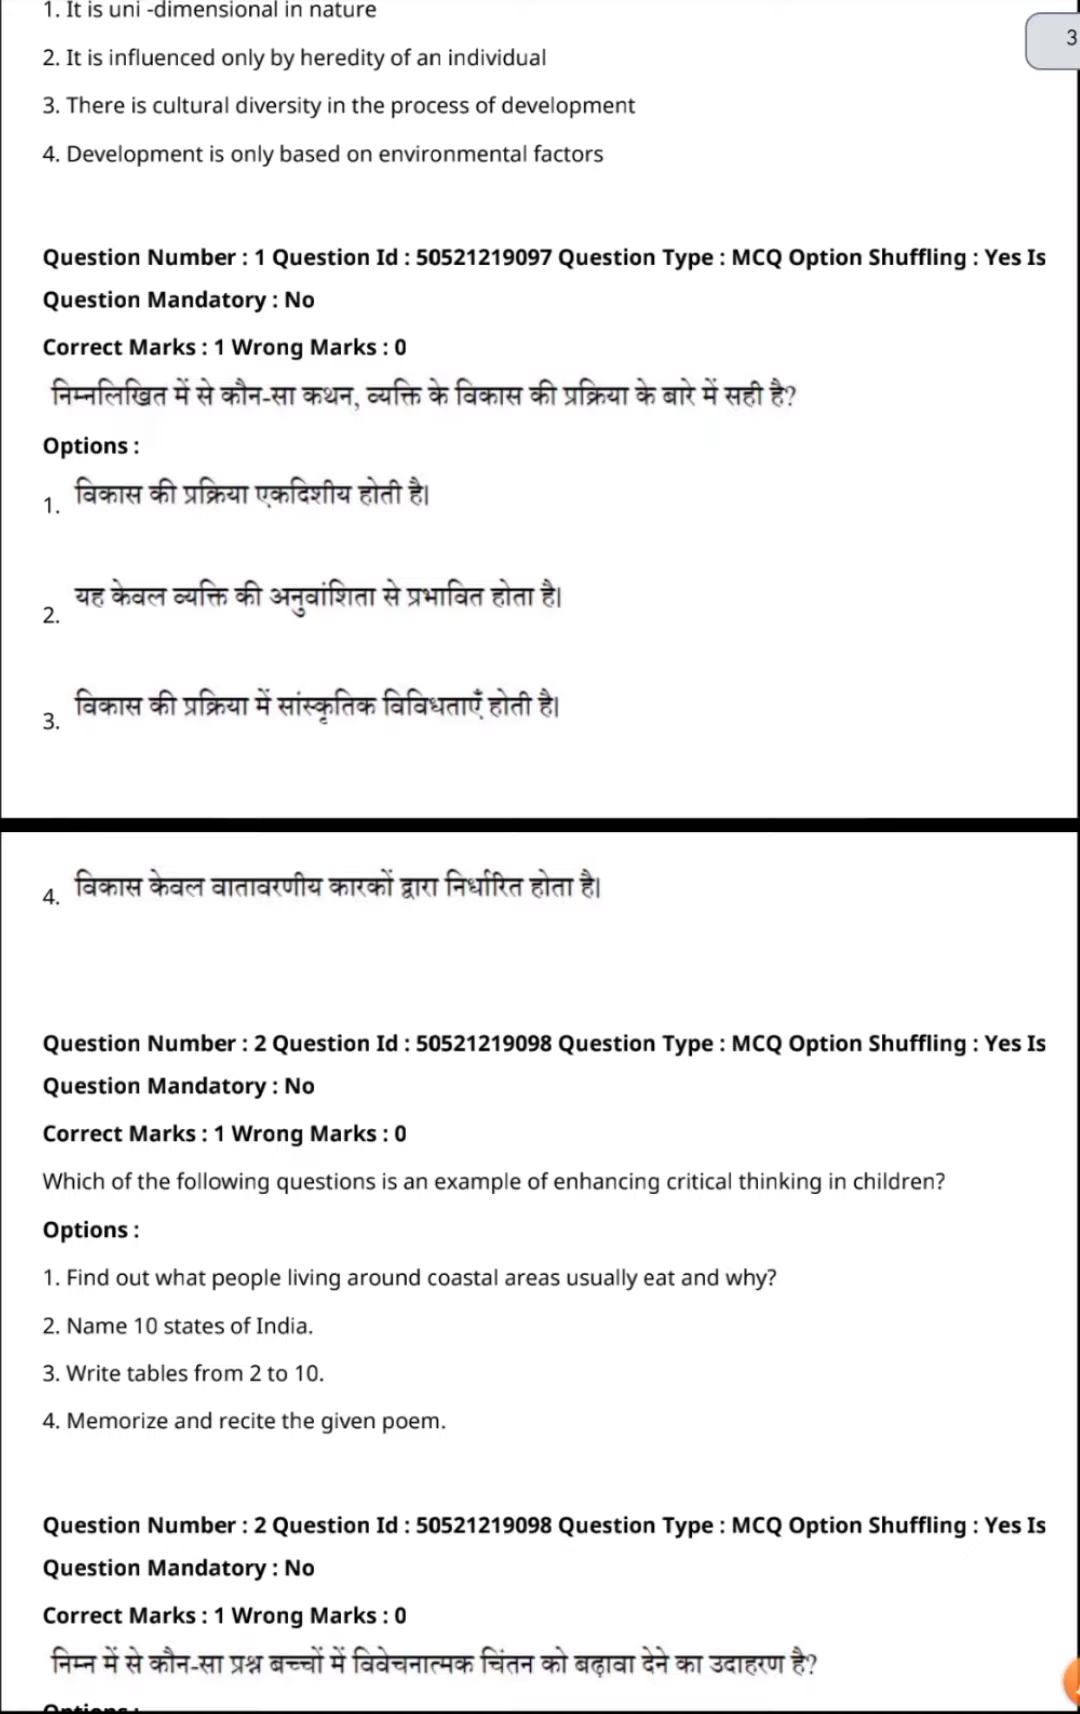 1. It is uni -dimensional in nature
3
2. It is influenced only by heredity of an individual
3. There is cultural diversity in the process of development
4. Development is only based on environmental factors
Question Number : 1 Question Id : 50521219097 Question Type : MCQ Option Shuffling : Yes Is
Question Mandatory : No
Correct Marks : 1 Wrong Marks : 0
निम्नलिखित में से कौन-सा कथन, व्यक्ति के विकास की प्रक्रिया के बारे में सही है?
Options :
1. विकास की प्रक्रिया एकदिशीय होती है।
2. यह केवल व्यक्ति की अनुवांशिता से प्रभावित होता है।
3. विकास की प्रक्रिया में सांस्कृतिक विविधताएँ होती है।
4. विकास केवल वातावरणीय कारकों द्वारा निर्धारित होता है।
Question Number : 2 Question Id : 50521219098 Question Type : MCQ Option Shuffling : Yes Is
Question Mandatory : No
Correct Marks : 1 Wrong Marks : 0
Which of the following questions is an example of enhancing critical thinking in children?
Options :
1. Find out what people living around coastal areas usually eat and why?
2. Name 10 states of India.
3. Write tables from 2 to 10.
4. Memorize and recite the given poem.
Question Number : 2 Question Id : 50521219098 Question Type : MCQ Option Shuffling : Yes Is
Question Mandatory : No
Correct Marks : 1 Wrong Marks : 0
निम्न में से कौन-सा प्रश्न बच्चों में विवेचनात्मक चिंतन को बढ़ावा देने का उदाहरण है?
Options :